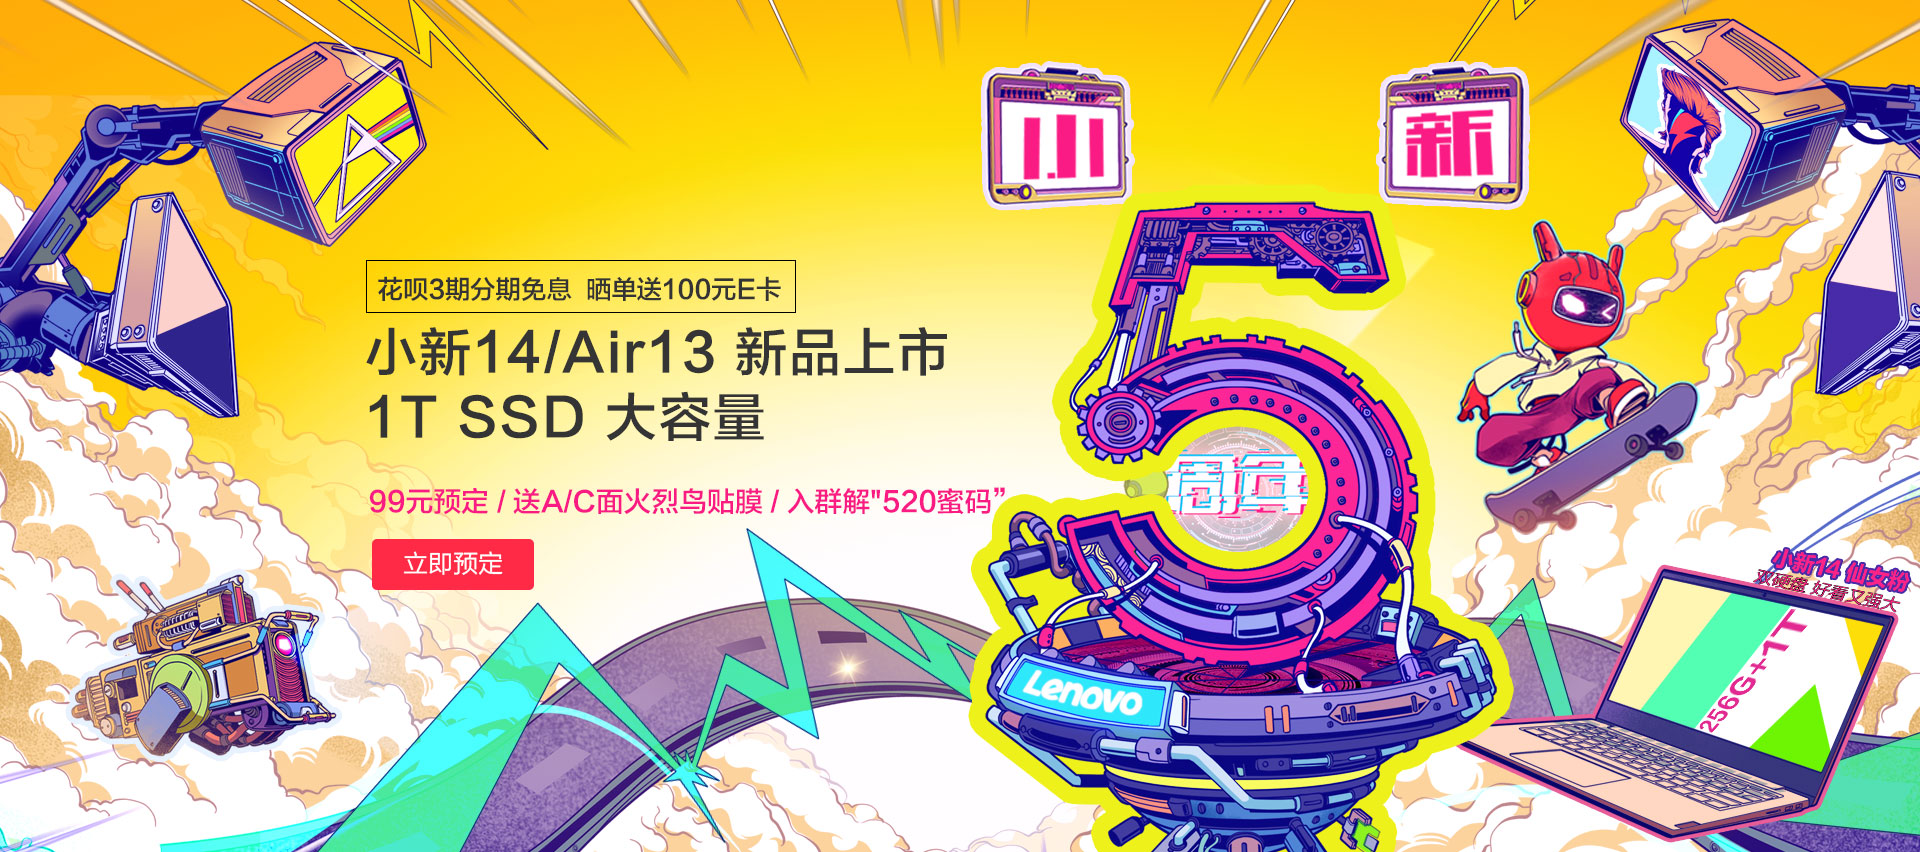 小新
花呗3期分期免息 晒单送100元E卡
小新14/Air13 新品上市
1T SSD 大容量
99元预定 / 送A/C面火烈鸟贴膜 / 入群解"520蜜码”
立即预定
5
周年
Lenovo
小新14 仙女粉
双硬盘 好看又强大
256G+1T